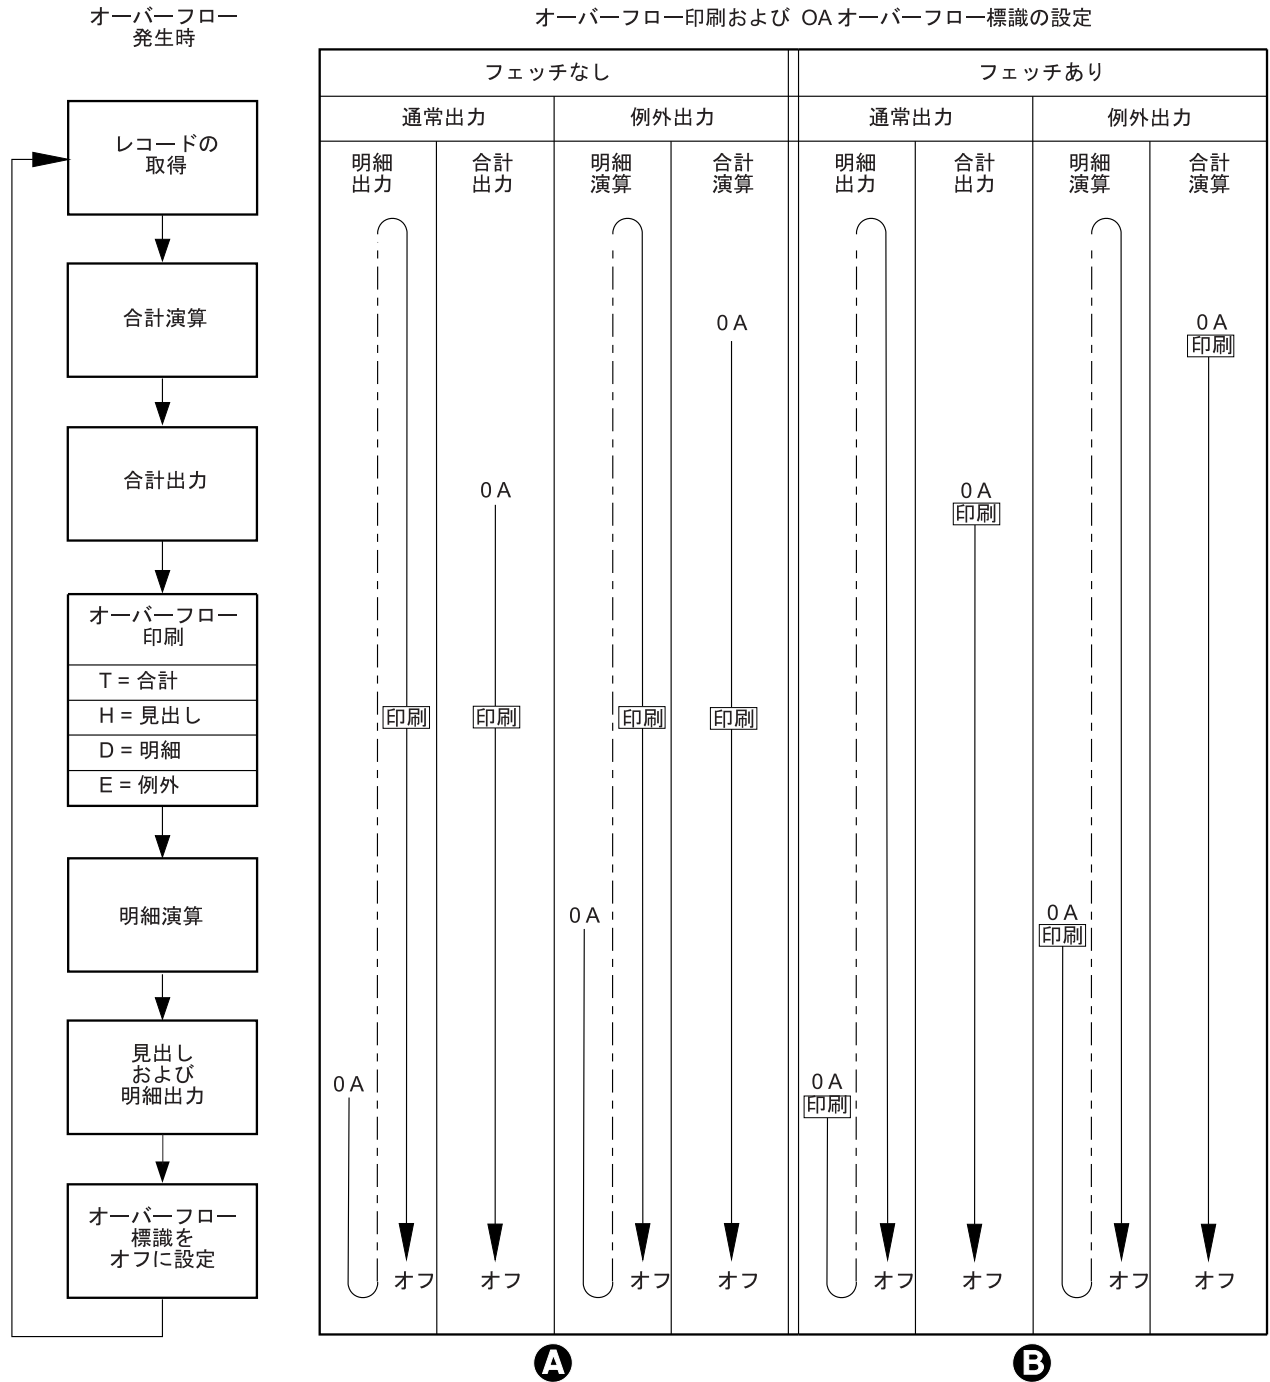 オーバーフロー
発生時
レコードの
取得
合計演算
合計出力
オーバーフロー
印刷
T = 合計
H = 見出し
D = 明細
E = 例外
明細演算
見出し
および
明細出力
オーバーフロー
標識を
オフに設定
オーバーフロー印刷および OA オーバーフロー標識の設定
フェッチなし
フェッチあり
通常出力
例外出力
通常出力
例外出力
明細
出力
合計
出力
明細
演算
合計
演算
明細
出力
合計
出力
明細
演算
合計
演算
0 A
0 A
印刷
0 A
0 A
印刷
印刷
印刷
印刷
印刷
0 A
0 A
印刷
0 A
0 A
印刷
オフ
オフ
オフ
オフ
オフ
オフ
オフ
オフ
A
B